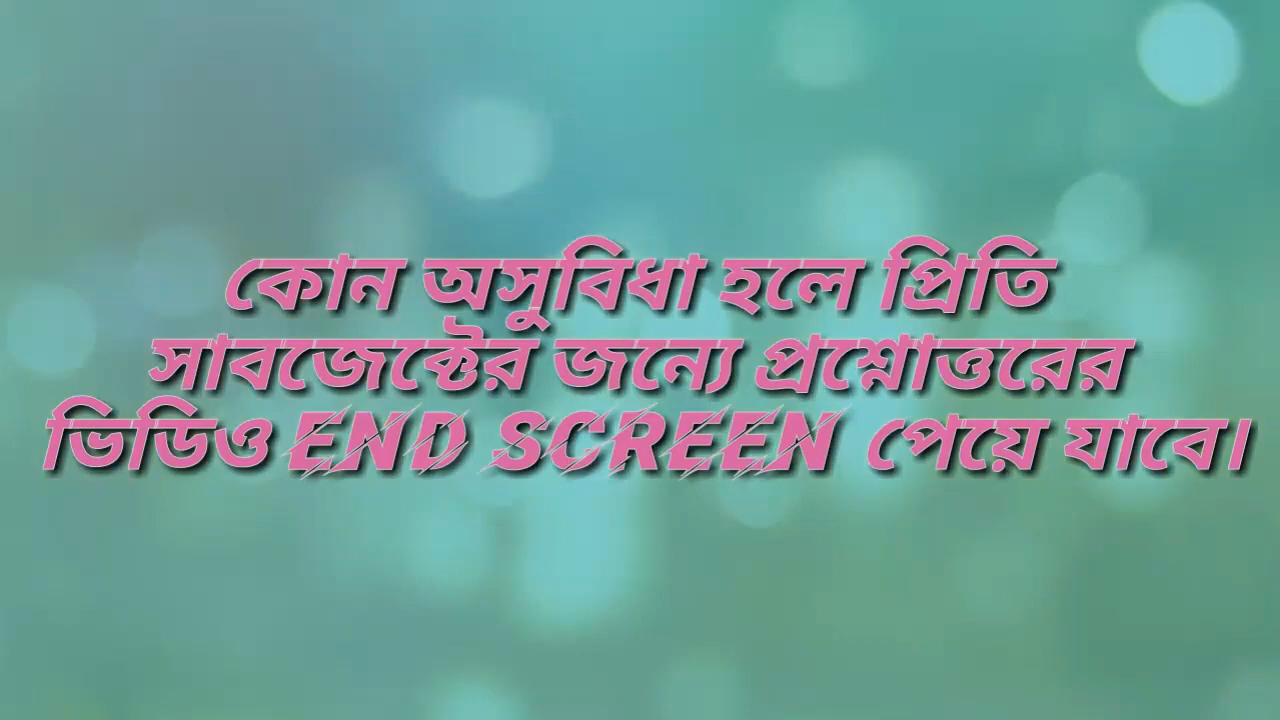 কোন অসুবিধা হলে প্রিতি
সাবজেক্টের জন্যে প্রশ্নোত্তরের
ভিডিও END SCREEN পেয়ে যাবে।